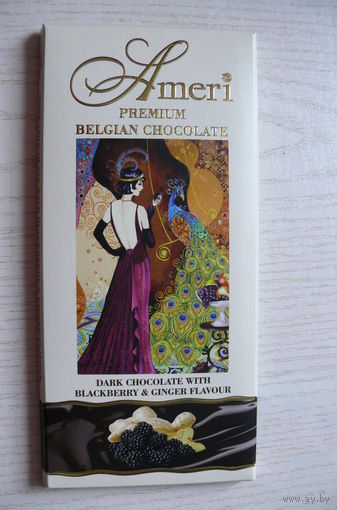 Ameri®
PREMIUM
BELGIAN CHOCOLATE
DARK CHOCOLATE WITH
BLACKBERRY & GINGER FLAVOUR
www.ay.by